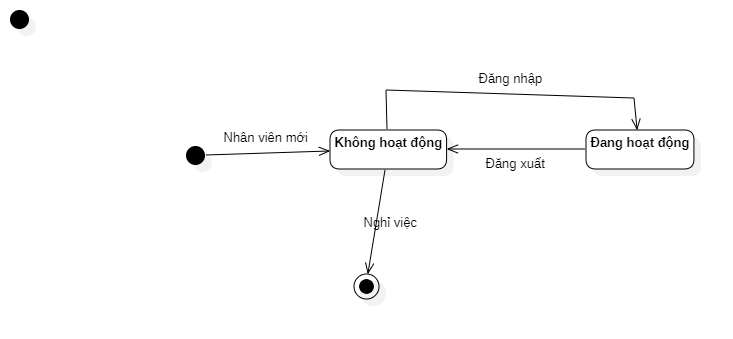 Đăng nhập
Nhân viên mới
Không hoạt động
Đang hoạt động
Đăng xuất
Nghỉ việc